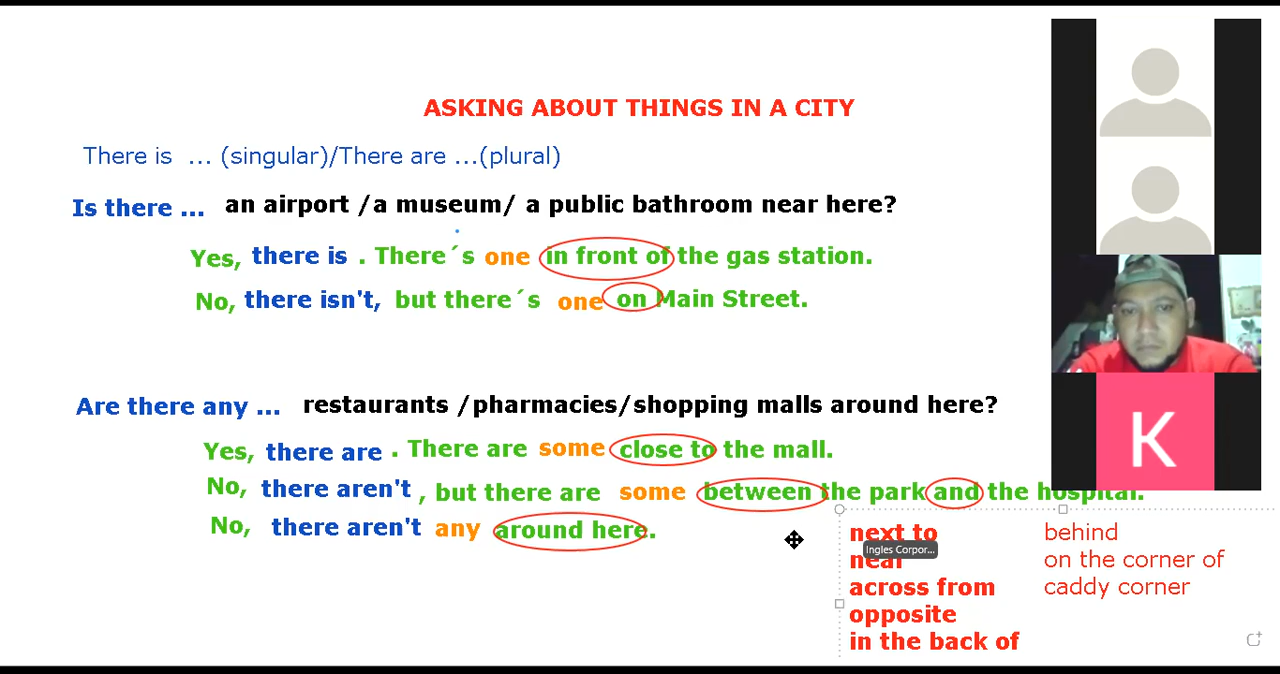 ASKING ABOUT THINGS IN A CITY
There is ... (singular)/There are ...(plural)
Is there ... an airport /a museum/ a public bathroom near here?
Yes, there is . There´s one in front of the gas station.
No, there isn't, but there´s one on Main Street.
Are there any ... restaurants /pharmacies/shopping malls around here?
Yes, there are . There are some close to the mall.
No, there aren't , but there are some between the park and the hospital.
No, there aren't any around here.
K
next to
Ingles Corpor...
near
across from
opposite
in the back of
behind
on the corner of
caddy corner